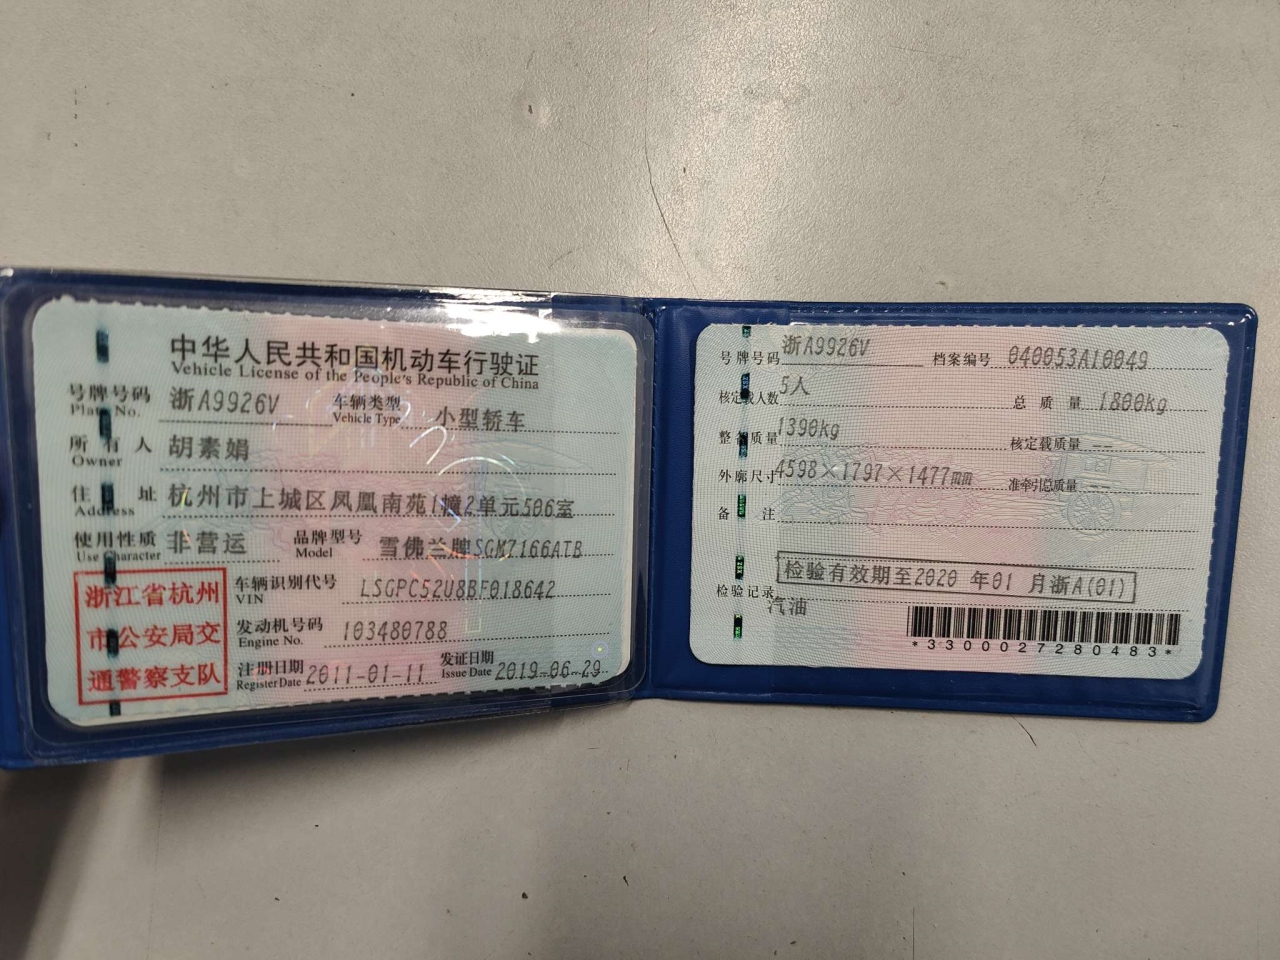 中华人民共和国机动车行驶证
Vehicle License of the People's Republic of China
号牌号码 浙A9926V 车辆类型 小型轿车
Plate No. Vehicle Type
所有人 胡素娟
Owner
住址 杭州市上城区凤凰南苑1幢2单元506室
Address
使用性质 非营运 品牌型号 雪佛兰牌SGM7166ATB
Use Character Model
浙江省杭州
市公安局交
通警察支队
车辆识别代号 LSGPC52U8BF018642
VIN
发动机号码 103480788
Engine No.
注册日期 2011-01-11 发证日期 2019-06-29
Register Date Issue Date
号牌号码 浙A9926V 档案编号 040053A10049
核定载人数 5人 总质量 1800kg
整备质量 1390kg 核定载质量 --
外廓尺寸 4598×1797×1477mm 准牵引总质量 --
备注
检验有效期至2020年01月浙A(01)
检验记录
汽油
*3300027280483*